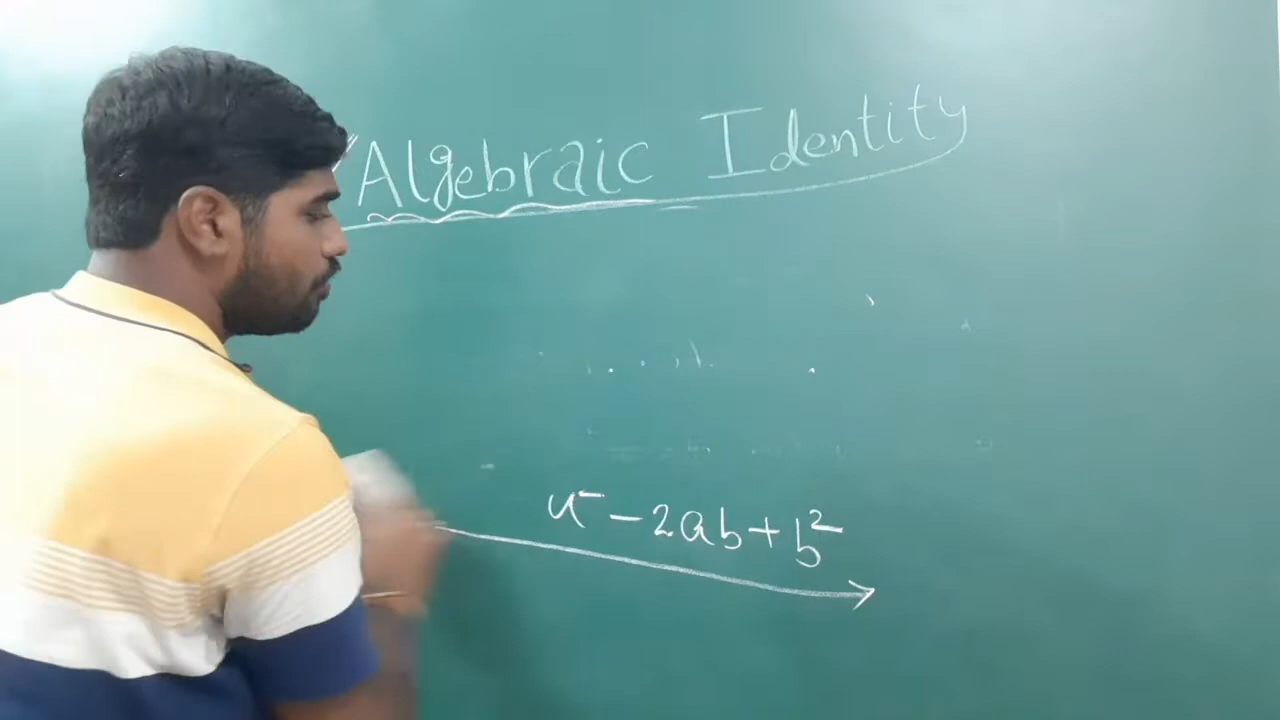 Algebraic Identity
a² - 2ab + b²